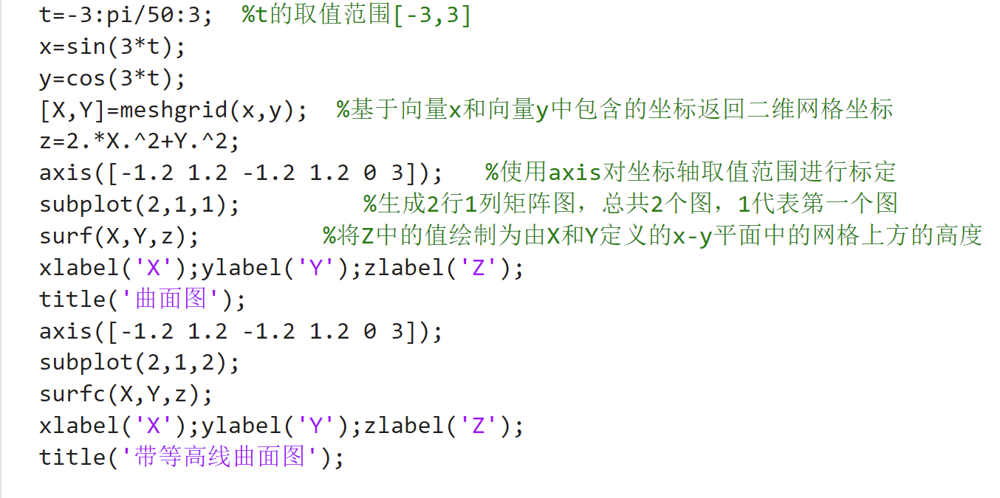 t=-3:pi/50:3;  %t的取值范围[-3,3]
x=sin(3*t);
y=cos(3*t);
[X,Y]=meshgrid(x,y);  %基于向量x和向量y中包含的坐标返回二维网格坐标
z=2.*X.^2+Y.^2;
axis([-1.2 1.2 -1.2 1.2 0 3]);   %使用axis对坐标轴取值范围进行标定
subplot(2,1,1);         %生成2行1列矩阵图，总共2个图，1代表第一个图
surf(X,Y,z);         %将Z中的值绘制为由X和Y定义的x-y平面中的网格上方的高度
xlabel('X');ylabel('Y');zlabel('Z');
title('曲面图');
axis([-1.2 1.2 -1.2 1.2 0 3]);
subplot(2,1,2);
surfc(X,Y,z);
xlabel('X');ylabel('Y');zlabel('Z');
title('带等高线曲面图');